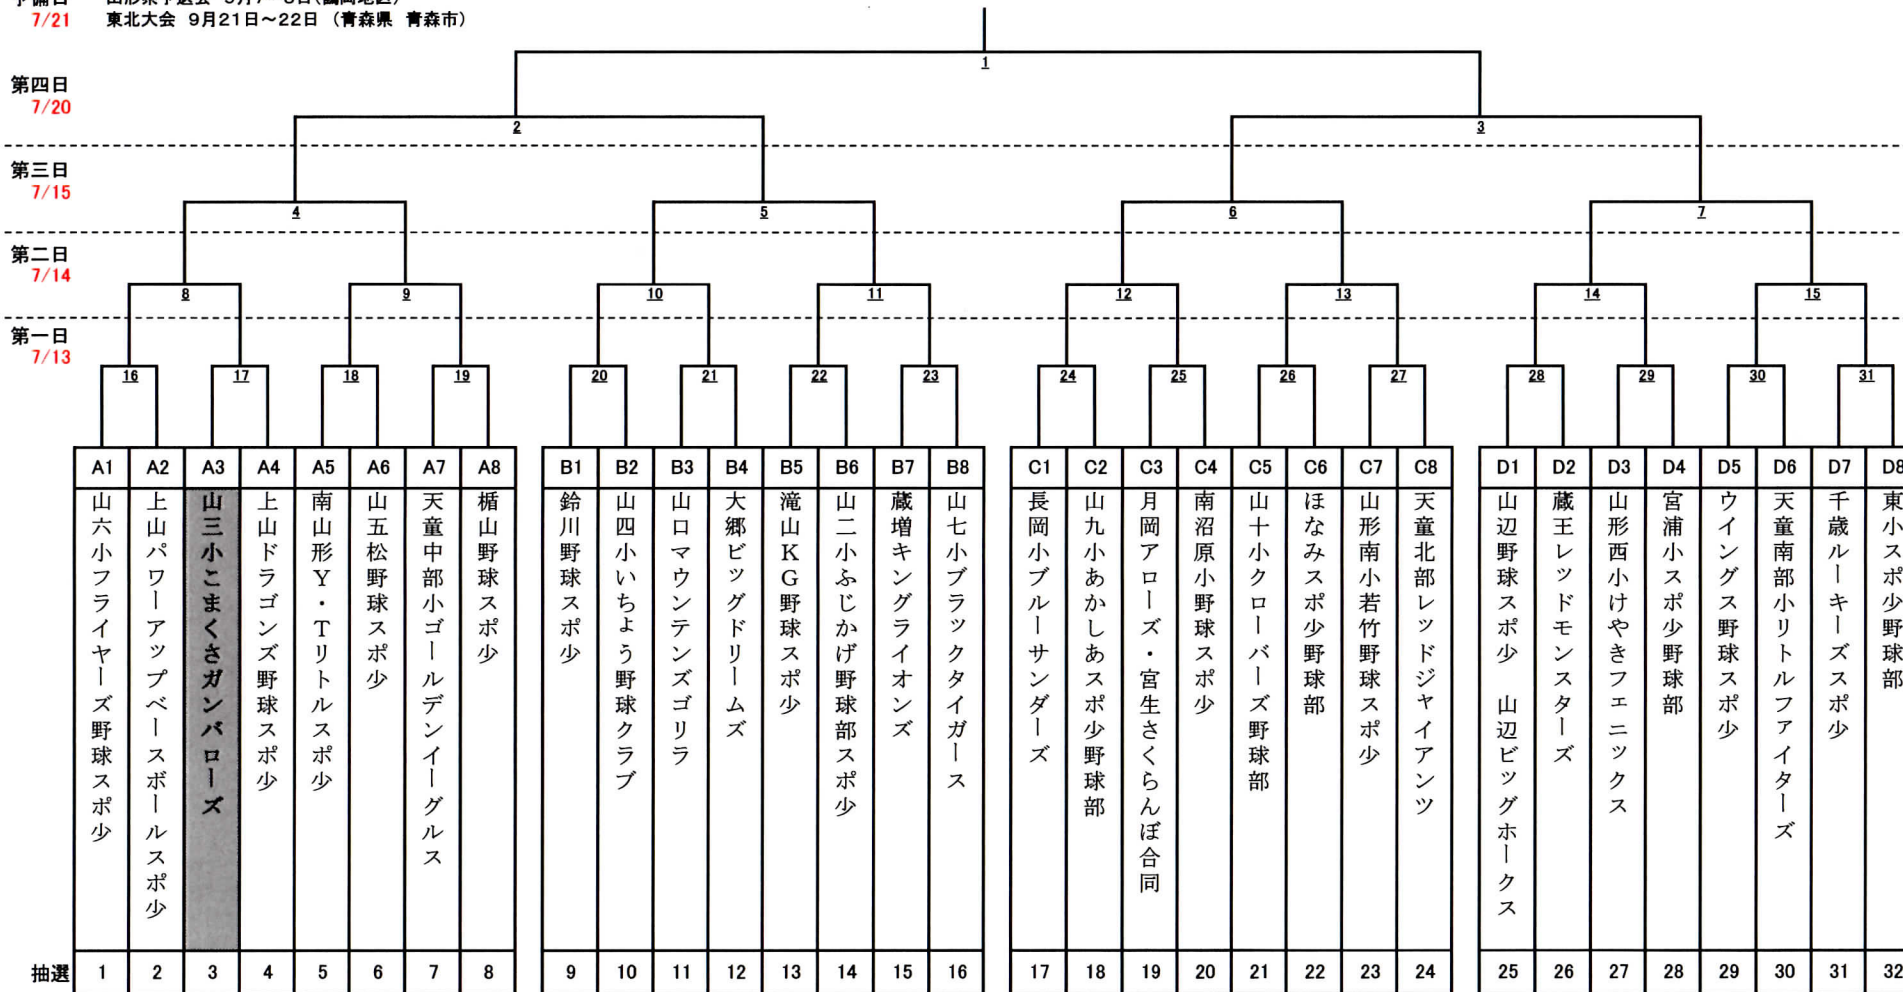 7/21
東北大会 9月21日～22日 (青森県 青森市)
1
第四日
7/20
2
3
第三日
7/15
4
5
6
7
第二日
7/14
8
9
10
11
12
13
14
15
第一日
7/13
16
17
18
19
20
21
22
23
24
25
26
27
28
29
30
31
A1 A2 A3 A4 A5 A6 A7 A8 B1 B2 B3 B4 B5 B6 B7 B8 C1 C2 C3 C4 C5 C6 C7 C8 D1 D2 D3 D4 D5 D6 D7 D8
山六小フライヤーズ野球スポ少
上山パワーアップベースボールスポ少
山三小こまくさガンバローズ
上山ドラゴンズ野球スポ少
南山形Y・Tリトルスポ少
山五松野球スポ少
天童中部小ゴールデンイーグルス
楯山野球スポ少
鈴川野球スポ少
山四小いちょう野球クラブ
山口マウンテンズゴリラ
大郷ビッグドリームズ
滝山KG野球スポ少
山二小ふじかげ野球部スポ少
蔵増キングライオンズ
山七小ブラックタイガース
長岡小ブルーサンダーズ
山九小あかしあスポ少野球部
月岡アローズ・宮生さくらんぼ合同
南沼原小野球スポ少
山十小クローバーズ野球部
ほなみスポ少野球部
山形南小若竹野球スポ少
天童北部レッドジャイアンツ
山辺野球スポ少 山辺ビッグホークス
蔵王レッドモンスターズ
山形西小けやきフェニックス
宮浦小スポ少野球部
ウイングス野球スポ少
天童南部小リトルファイターズ
千歳ルーキーズスポ少
東小スポ少野球部
抽選 1 2 3 4 5 6 7 8 9 10 11 12 13 14 15 16 17 18 19 20 21 22 23 24 25 26 27 28 29 30 31 32